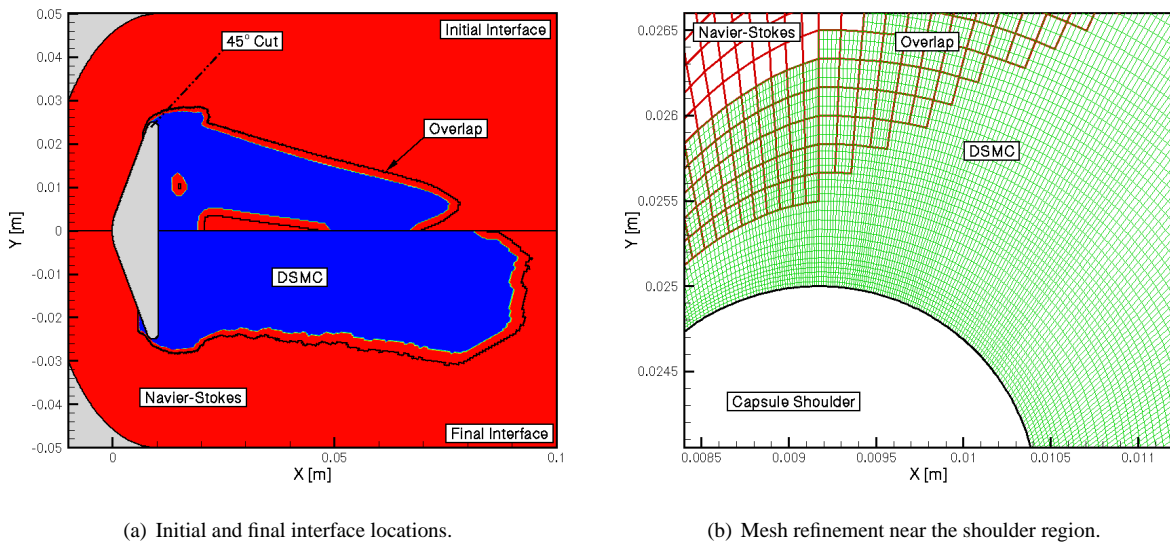 0.05
0.04
0.03
0.02
0.01
0
-0.01
-0.02
-0.03
-0.04
-0.05
Y [m]
0
0.05
0.1
X [m]
45° Cut
Initial Interface
Overlap
DSMC
Navier-Stokes
Final Interface
(a) Initial and final interface locations.
0.0265
0.026
0.0255
0.025
0.0245
Y [m]
Navier-Stokes
Overlap
DSMC
Capsule Shoulder
0.0085
0.009
0.0095
0.01
0.0105
0.011
X [m]
(b) Mesh refinement near the shoulder region.